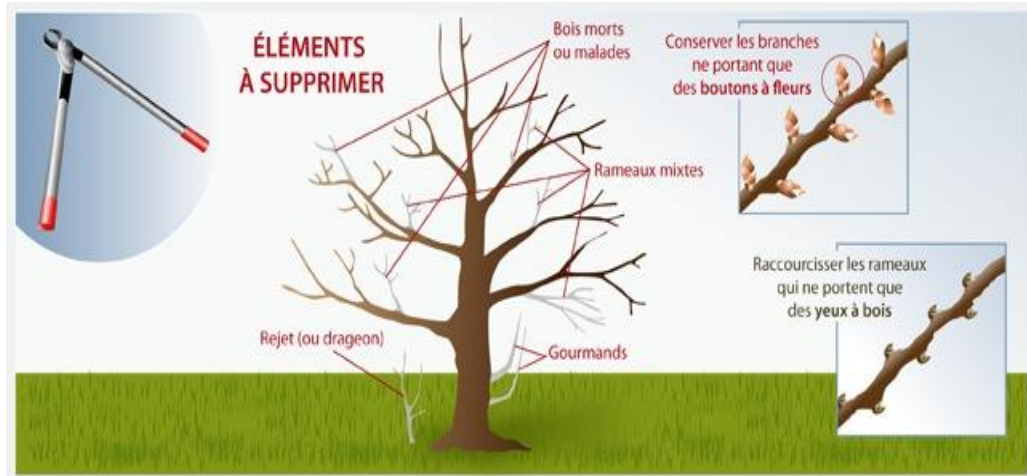 ÉLÉMENTS
À SUPPRIMER
Bois morts
ou malades
Conserver les branches
ne portant que
des boutons à fleurs
Rameaux mixtes
Raccourcisser les rameaux
qui ne portent que
des yeux à bois
Rejet (ou drageon)
Gourmands